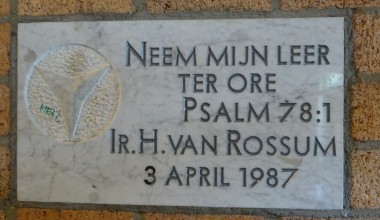 NEEM MIJN LEER
TER ORE
PSALM 78:1
IR. H. VAN ROSSUM
3 APRIL 1987